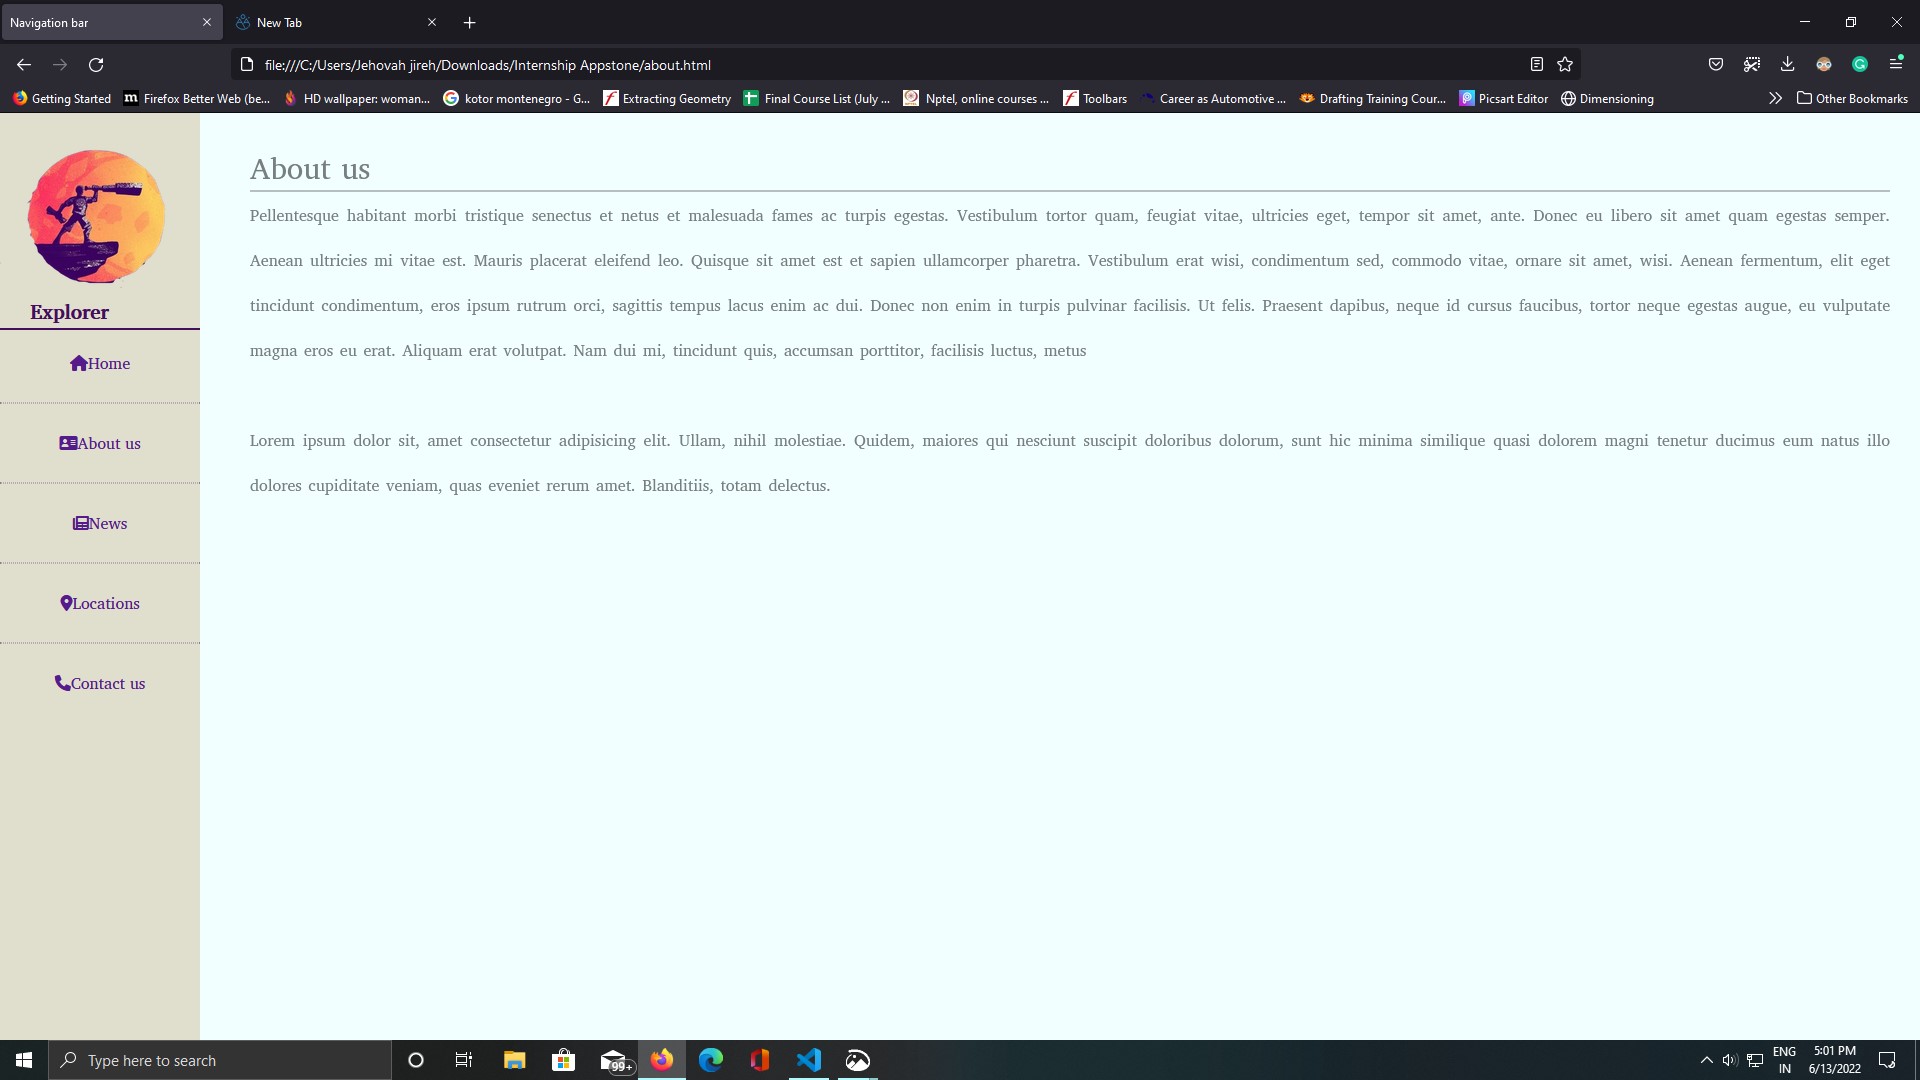 Navigation bar
New Tab
file:///C:/Users/Jehovah jireh/Downloads/Internship Appstone/about.html
Getting Started
m Firefox Better Web (be...
HD wallpaper: woman...
kotor montenegro - G...
Extracting Geometry
Final Course List (July ...
Nptel, online courses ...
Toolbars
Career as Automotive ...
Drafting Training Cour...
Picsart Editor
Dimensioning
Other Bookmarks
Explorer
Home
About us
News
Locations
Contact us
About us
Pellentesque habitant morbi tristique senectus et netus et malesuada fames ac turpis egestas. Vestibulum tortor quam, feugiat vitae, ultricies eget, tempor sit amet, ante. Donec eu libero sit amet quam egestas semper.
Aenean ultricies mi vitae est. Mauris placerat eleifend leo. Quisque sit amet est et sapien ullamcorper pharetra. Vestibulum erat wisi, condimentum sed, commodo vitae, ornare sit amet, wisi. Aenean fermentum, elit eget
tincidunt condimentum, eros ipsum rutrum orci, sagittis tempus lacus enim ac dui. Donec non enim in turpis pulvinar facilisis. Ut felis. Praesent dapibus, neque id cursus faucibus, tortor neque egestas augue, eu vulputate
magna eros eu erat. Aliquam erat volutpat. Nam dui mi, tincidunt quis, accumsan porttitor, facilisis luctus, metus
Lorem ipsum dolor sit, amet consectetur adipisicing elit. Ullam, nihil molestiae. Quidem, maiores qui nesciunt suscipit doloribus dolorum, sunt hic minima similique quasi dolorem magni tenetur ducimus eum natus illo
dolores cupiditate veniam, quas eveniet rerum amet. Blanditiis, totam delectus.
Type here to search
99+
ENG
IN
5:01 PM
6/13/2022